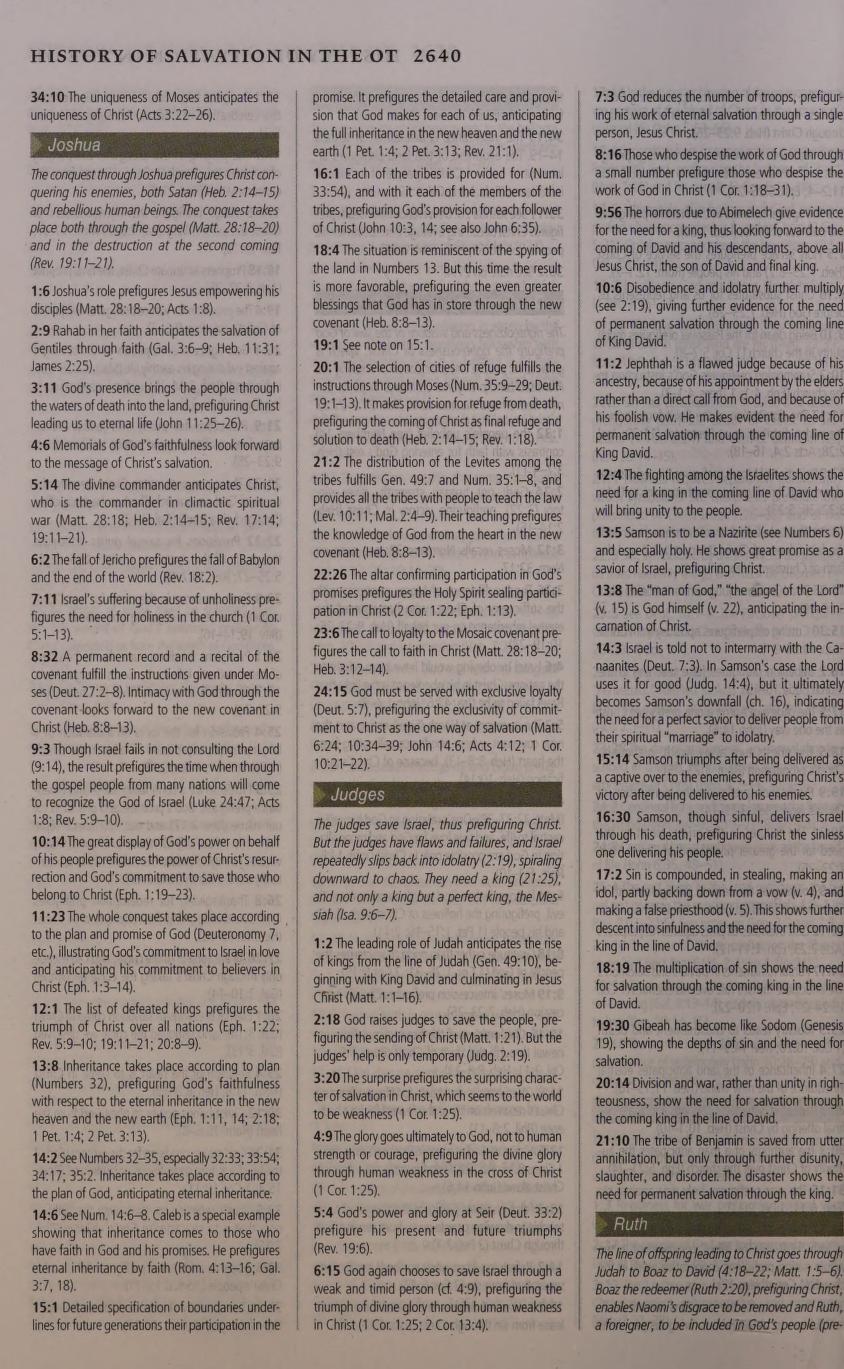 HISTORY OF SALVATION IN THE OT 2640
34:10 The uniqueness of Moses anticipates the
uniqueness of Christ (Acts 3:22–26).
Joshua
The conquest through Joshua prefigures Christ con-
quering his enemies, both Satan (Heb. 2:14–15)
and rebellious human beings. The conquest takes
place both through the gospel (Matt. 28:18–20)
and in the destruction at the second coming
(Rev. 19:11–21).
1:6 Joshua's role prefigures Jesus empowering his
disciples (Matt. 28:18–20; Acts 1:8).
2:9 Rahab in her faith anticipates the salvation of
Gentiles through faith (Gal. 3:6–9; Heb. 11:31;
James 2:25).
3:11 God's presence brings the people through
the waters of death into the land, prefiguring Christ
leading us to eternal life (John 11:25–26).
4:6 Memorials of God's faithfulness look forward
to the message of Christ's salvation.
5:14 The divine commander anticipates Christ,
who is the commander in climactic spiritual
war (Matt. 28:18; Heb. 2:14–15; Rev. 17:14;
19:11–21).
6:2 The fall of Jericho prefigures the fall of Babylon
and the end of the world (Rev. 18:2).
7:11 Israel's suffering because of unholiness pre-
figures the need for holiness in the church (1 Cor.
5:1–13).
8:32 A permanent record and a recital of the
covenant fulfill the instructions given under Mo-
ses (Deut. 27:2–8). Intimacy with God through the
covenant looks forward to the new covenant in
Christ (Heb. 8:8–13).
9:3 Though Israel fails in not consulting the Lord
(9:14), the result prefigures the time when through
the gospel people from many nations will come
to recognize the God of Israel (Luke 24:47; Acts
1:8; Rev. 5:9–10).
10:14 The great display of God's power on behalf
of his people prefigures the power of Christ's resur-
rection and God's commitment to save those who
belong to Christ (Eph. 1:19–23).
11:23 The whole conquest takes place according
to the plan and promise of God (Deuteronomy 7,
etc.), illustrating God's commitment to Israel in love
and anticipating his commitment to believers in
Christ (Eph. 1:3–14).
12:1 The list of defeated kings prefigures the
triumph of Christ over all nations (Eph. 1:22;
Rev. 5:9–10; 19:11–21; 20:8–9).
13:8 Inheritance takes place according to plan
(Numbers 32), prefiguring God's faithfulness
with respect to the eternal inheritance in the new
heaven and the new earth (Eph. 1:11, 14; 2:18;
1 Pet. 1:4; 2 Pet. 3:13).
14:2 See Numbers 32–35, especially 32:33; 33:54;
34:17; 35:2. Inheritance takes place according to
the plan of God, anticipating eternal inheritance.
14:6 See Num. 14:6–8. Caleb is a special example
showing that inheritance comes to those who
have faith in God and his promises. He prefigures
eternal inheritance by faith (Rom. 4:13–16; Gal.
3:7, 18).
15:1 Detailed specification of boundaries under-
lines for future generations their participation in the
promise. It prefigures the detailed care and provi-
sion that God makes for each of us, anticipating
the full inheritance in the new heaven and the new
earth (1 Pet. 1:4; 2 Pet. 3:13; Rev. 21:1).
16:1 Each of the tribes is provided for (Num.
33:54), and with it each of the members of the
tribes, prefiguring God's provision for each follower
of Christ (John 10:3, 14; see also John 6:35).
18:4 The situation is reminiscent of the spying of
the land in Numbers 13. But this time the result
is more favorable, prefiguring the even greater
blessings that God has in store through the new
covenant (Heb. 8:8–13).
19:1 See note on 15:1.
20:1 The selection of cities of refuge fulfills the
instructions through Moses (Num. 35:9–29; Deut.
19:1–13). It makes provision for refuge from death,
prefiguring the coming of Christ as final refuge and
solution to death (Heb. 2:14–15; Rev. 1:18).
21:2 The distribution of the Levites among the
tribes fulfills Gen. 49:7 and Num. 35:1–8, and
provides all the tribes with people to teach the law
(Lev. 10:11; Mal. 2:4–9). Their teaching prefigures
the knowledge of God from the heart in the new
covenant (Heb. 8:8–13).
22:26 The altar confirming participation in God's
promises prefigures the Holy Spirit sealing partici-
pation in Christ (2 Cor. 1:22; Eph. 1:13).
23:6 The call to loyalty to the Mosaic covenant pre-
figures the call to faith in Christ (Matt. 28:18–20;
Heb. 3:12–14).
24:15 God must be served with exclusive loyalty
(Deut. 5:7), prefiguring the exclusivity of commit-
ment to Christ as the one way of salvation (Matt.
6:24; 10:34–39; John 14:6; Acts 4:12; 1 Cor.
10:21–22).
Judges
The judges save Israel, thus prefiguring Christ.
But the judges have flaws and failures, and Israel
repeatedly slips back into idolatry (2:19), spiraling
downward to chaos. They need a king (21:25),
and not only a king but a perfect king, the Mes-
siah (Isa. 9:6–7).
1:2 The leading role of Judah anticipates the rise
of kings from the line of Judah (Gen. 49:10), be-
ginning with King David and culminating in Jesus
Christ (Matt. 1:1–16).
2:18 God raises judges to save the people, pre-
figuring the sending of Christ (Matt. 1:21). But the
judges' help is only temporary (Judg. 2:19).
3:20 The surprise prefigures the surprising charac-
ter of salvation in Christ, which seems to the world
to be weakness (1 Cor. 1:25).
4:9 The glory goes ultimately to God, not to human
strength or courage, prefiguring the divine glory
through human weakness in the cross of Christ
(1 Cor. 1:25).
5:4 God's power and glory at Seir (Deut. 33:2)
prefigure his present and future triumphs
(Rev. 19:6).
6:15 God again chooses to save Israel through a
weak and timid person (cf. 4:9), prefiguring the
triumph of divine glory through human weakness
in Christ (1 Cor. 1:25; 2 Cor. 13:4).
7:3 God reduces the number of troops, prefigur-
ing his work of eternal salvation through a single
person, Jesus Christ.
8:16 Those who despise the work of God through
a small number prefigure those who despise the
work of God in Christ (1 Cor. 1:18–31).
9:56 The horrors due to Abimelech give evidence
for the need for a king, thus looking forward to the
coming of David and his descendants, above all
Jesus Christ, the son of David and final king.
10:6 Disobedience and idolatry further multiply
(see 2:19), giving further evidence for the need
of permanent salvation through the coming line
of King David.
11:2 Jephthah is a flawed judge because of his
ancestry, because of his appointment by the elders
rather than a direct call from God, and because of
his foolish vow. He makes evident the need for
permanent salvation through the coming line of
King David.
12:4 The fighting among the Israelites shows the
need for a king in the coming line of David who
will bring unity to the people.
13:5 Samson is to be a Nazirite (see Numbers 6)
and especially holy. He shows great promise as a
savior of Israel, prefiguring Christ.
13:8 The "man of God," "the angel of the Lord"
(v. 15) is God himself (v. 22), anticipating the in-
carnation of Christ.
14:3 Israel is told not to intermarry with the Ca-
naanites (Deut. 7:3). In Samson's case the Lord
uses it for good (Judg. 14:4), but it ultimately
becomes Samson's downfall (ch. 16), indicating
the need for a perfect savior to deliver people from
their spiritual "marriage" to idolatry.
15:14 Samson triumphs after being delivered as
a captive over to the enemies, prefiguring Christ's
victory after being delivered to his enemies.
16:30 Samson, though sinful, delivers Israel
through his death, prefiguring Christ the sinless
one delivering his people.
17:2 Sin is compounded, in stealing, making an
idol, partly backing down from a vow (v. 4), and
making a false priesthood (v. 5). This shows further
descent into sinfulness and the need for the coming
king in the line of David.
18:19 The multiplication of sin shows the need
for salvation through the coming king in the line
of David.
19:30 Gibeah has become like Sodom (Genesis
19), showing the depths of sin and the need for
salvation.
20:14 Division and war, rather than unity in righ-
teousness, show the need for salvation through
the coming king in the line of David.
21:10 The tribe of Benjamin is saved from utter
annihilation, but only through further disunity,
slaughter, and disorder. The disaster shows the
need for permanent salvation through the king.
Ruth
The line of offspring leading to Christ goes through
Judah to Boaz to David (4:18–22; Matt. 1:5–6).
Boaz the redeemer (Ruth 2:20), prefiguring Christ,
enables Naomi's disgrace to be removed and Ruth,
a foreigner, to be included in God's people (pre-